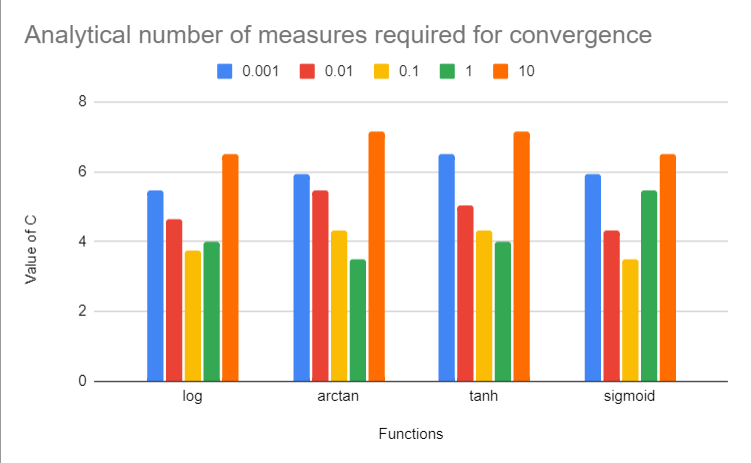 Analytical number of measures required for convergence
0.001 0.01 0.1 1 10
8
6
4
2
0
Value of C
log arctan tanh sigmoid
Functions